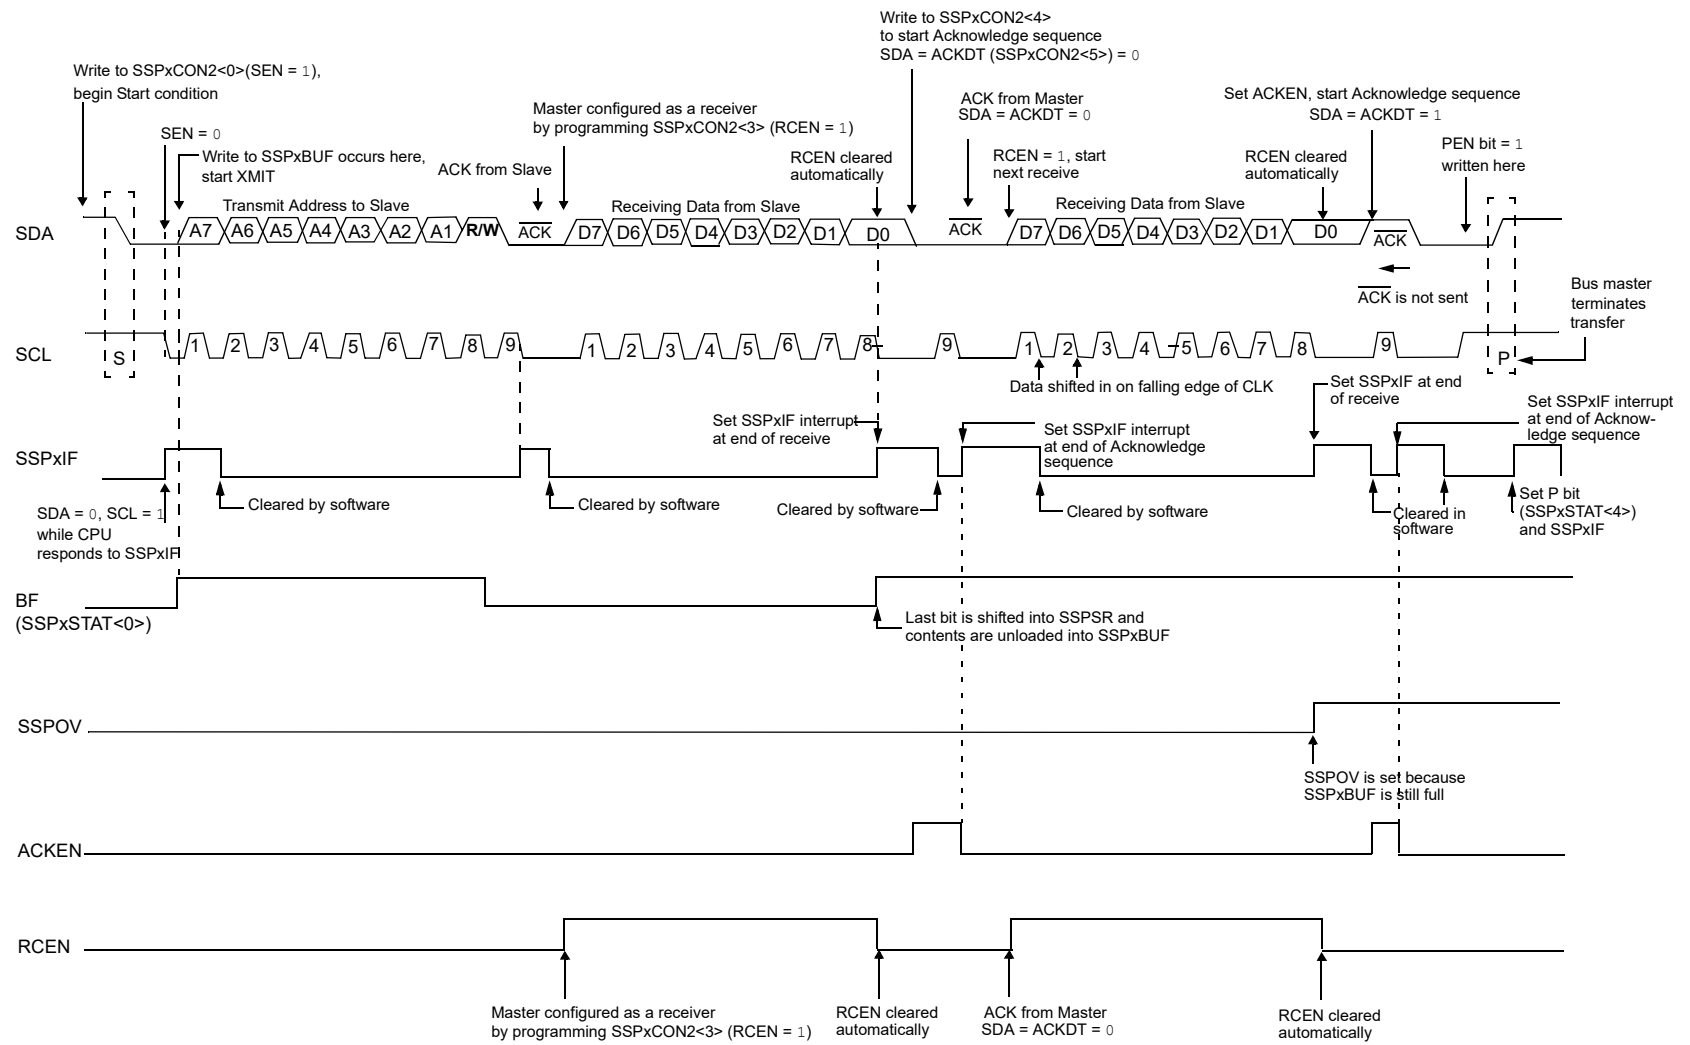 Write to SSPxCON2<4>
to start Acknowledge sequence
SDA = ACKDT (SSPxCON2<5>) = 0
Write to SSPxCON2<0>(SEN = 1),
begin Start condition
Master configured as a receiver
by programming SSPxCON2<3> (RCEN = 1)
ACK from Master
SDA = ACKDT = 0
Set ACKEN, start Acknowledge sequence
SDA = ACKDT = 1
SEN = 0
Write to SSPxBUF occurs here,
start XMIT
ACK from Slave
RCEN cleared
automatically
RCEN = 1, start
next receive
RCEN cleared
automatically
PEN bit = 1
written here
Transmit Address to Slave
Receiving Data from Slave
Receiving Data from Slave
SDA A7 A6 A5 A4 A3 A2 A1 R/W ACK D7 D6 D5 D4 D3 D2 D1 D0 ACK D7 D6 D5 D4 D3 D2 D1 D0 ACK
ACK is not sent
Bus master
terminates
transfer
SCL S 1 2 3 4 5 6 7 8 9 1 2 3 4 5 6 7 8 9 1 2 3 4 5 6 7 8 9 P
Data shifted in on falling edge of CLK
Set SSPxIF at end
of receive
Set SSPxIF interrupt
at end of receive
Set SSPxIF interrupt
at end of Acknowledge
sequence
Set SSPxIF interrupt
at end of Acknow-
ledge sequence
SSPxIF
SDA = 0, SCL = 1
while CPU
responds to SSPxIF
Cleared by software
Cleared by software
Cleared by software
Cleared by software
Cleared in
software
Set P bit
(SSPxSTAT<4>)
and SSPxIF
BF
(SSPxSTAT<0>)
Last bit is shifted into SSPSR and
contents are unloaded into SSPxBUF
SSPOV
SSPOV is set because
SSPxBUF is still full
ACKEN
RCEN
Master configured as a receiver
by programming SSPxCON2<3> (RCEN = 1)
RCEN cleared
automatically
ACK from Master
SDA = ACKDT = 0
RCEN cleared
automatically